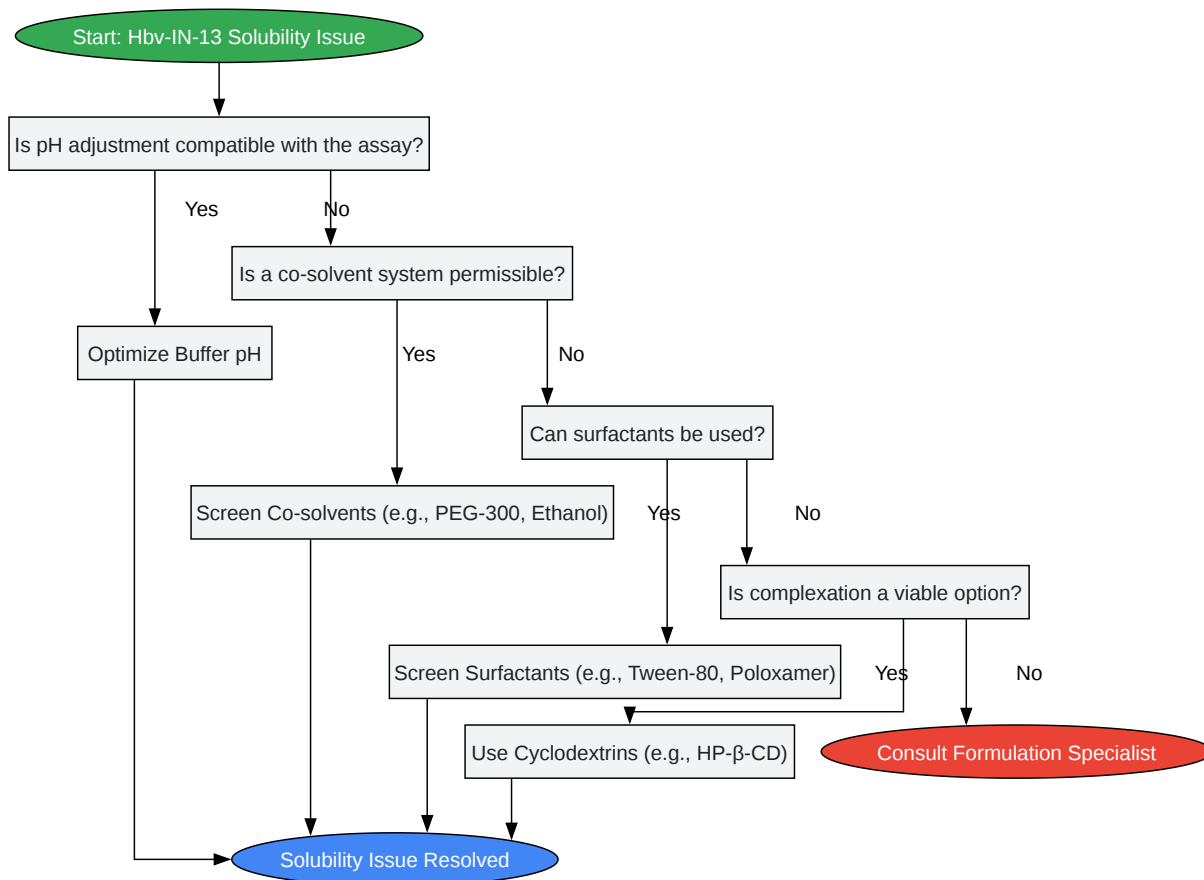 Start: Hbv-IN-13 Solubility Issue
Is pH adjustment compatible with the assay?
Yes
No
Is a co-solvent system permissible?
Optimize Buffer pH
Yes
No
Can surfactants be used?
Screen Co-solvents (e.g., PEG-300, Ethanol)
Yes
No
Is complexation a viable option?
Screen Surfactants (e.g., Tween-80, Poloxamer)
Yes
No
Use Cyclodextrins (e.g., HP-β-CD)
Consult Formulation Specialist
Solubility Issue Resolved